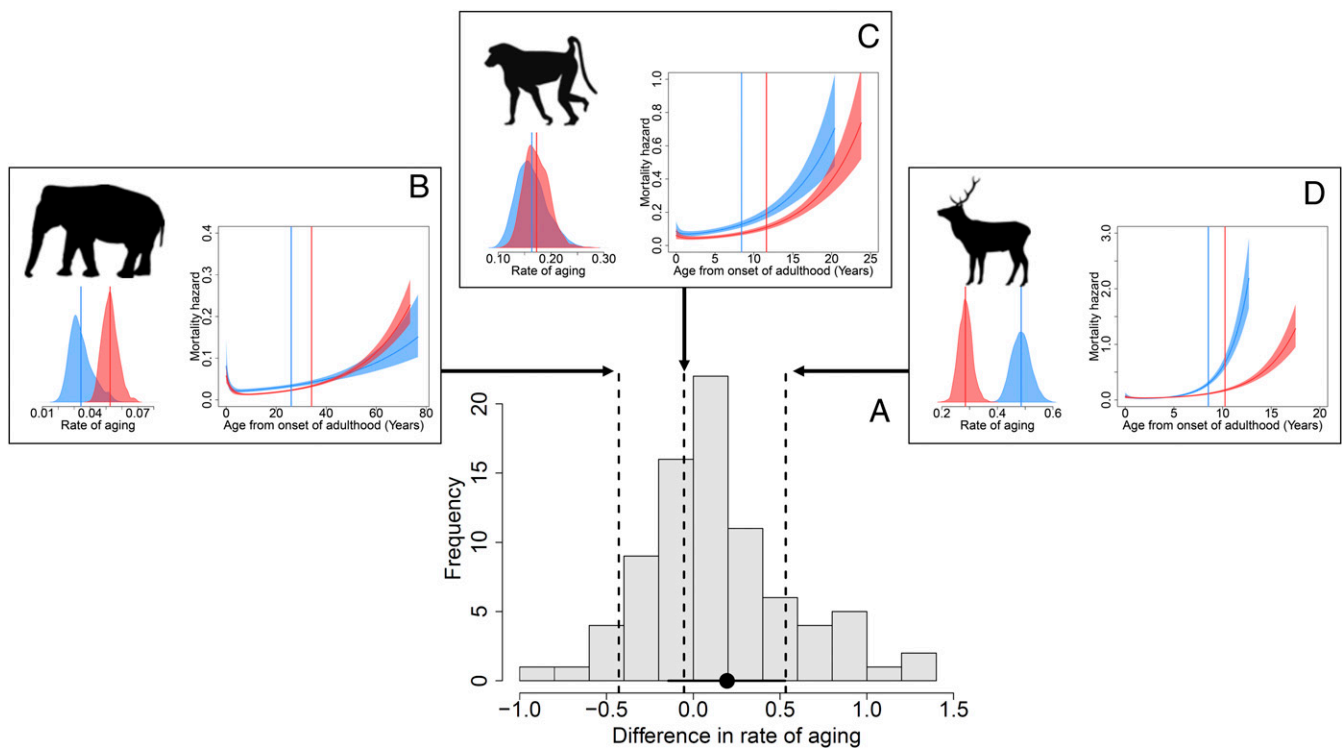 C
Mortality hazard
1.0
0.8
0.6
0.4
0.2
0.0
0 5 10 15 20 25
Age from onset of adulthood (Years)
0.10 0.20 0.30
Rate of aging
B
Mortality hazard
0.4
0.3
0.2
0.1
0.0
0 20 40 60 80
Age from onset of adulthood (Years)
0.01 0.04 0.07
Rate of aging
D
Mortality hazard
3.0
2.0
1.0
0.0
0 5 10 15 20
Age from onset of adulthood (Years)
0.2 0.4 0.6
Rate of aging
A
Frequency
20
15
10
5
0
−1.0 −0.5 0.0 0.5 1.0 1.5
Difference in rate of aging